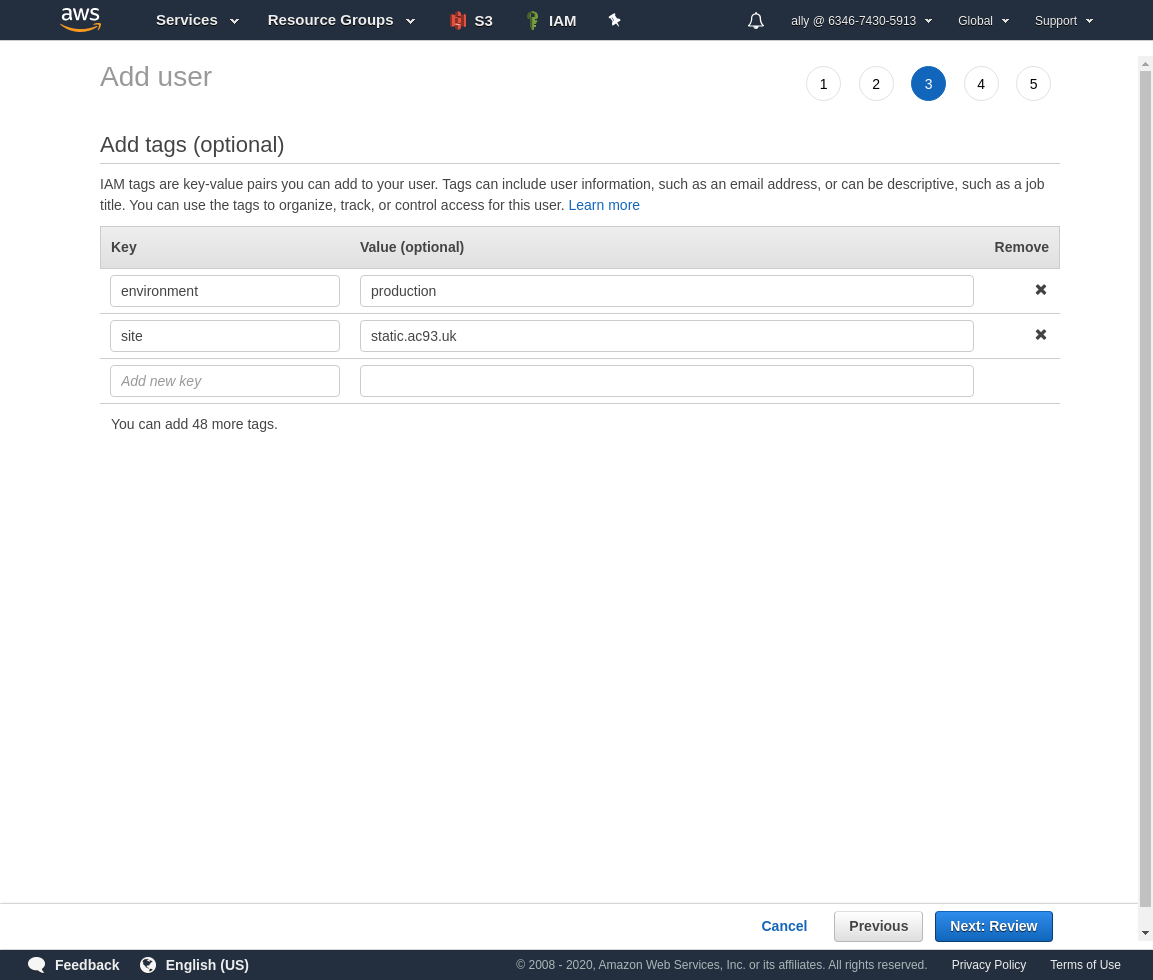 aws Services Resource Groups S3 IAM ally @ 6346-7430-5913 Global Support
Add user 1 2 3 4 5
Add tags (optional)
IAM tags are key-value pairs you can add to your user. Tags can include user information, such as an email address, or can be descriptive, such as a job
title. You can use the tags to organize, track, or control access for this user. Learn more
Key Value (optional) Remove
environment production
site static.ac93.uk
Add new key
You can add 48 more tags.
Cancel Previous Next: Review
Feedback English (US) © 2008 - 2020, Amazon Web Services, Inc. or its affiliates. All rights reserved. Privacy Policy Terms of Use